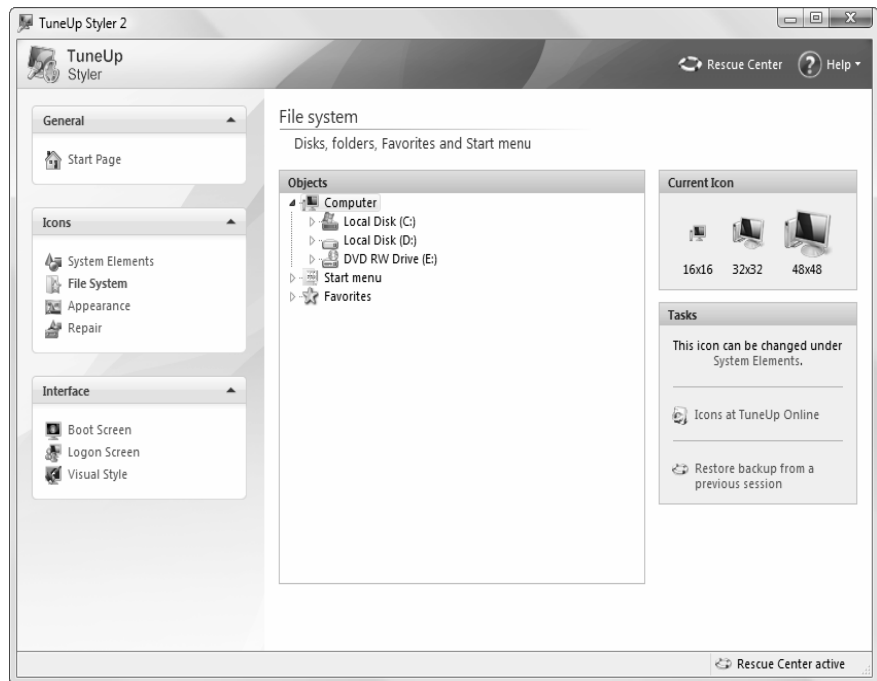 TuneUp Styler 2
TuneUp
Styler
Rescue Center
Help
General
Start Page
Icons
System Elements
File System
Appearance
Repair
Interface
Boot Screen
Logon Screen
Visual Style
File system
Disks, folders, Favorites and Start menu
Objects
Computer
Local Disk (C:)
Local Disk (D:)
DVD RW Drive (E:)
Start menu
Favorites
Current Icon
16x16 32x32 48x48
Tasks
This icon can be changed under
System Elements.
Icons at TuneUp Online
Restore backup from a
previous session
Rescue Center active